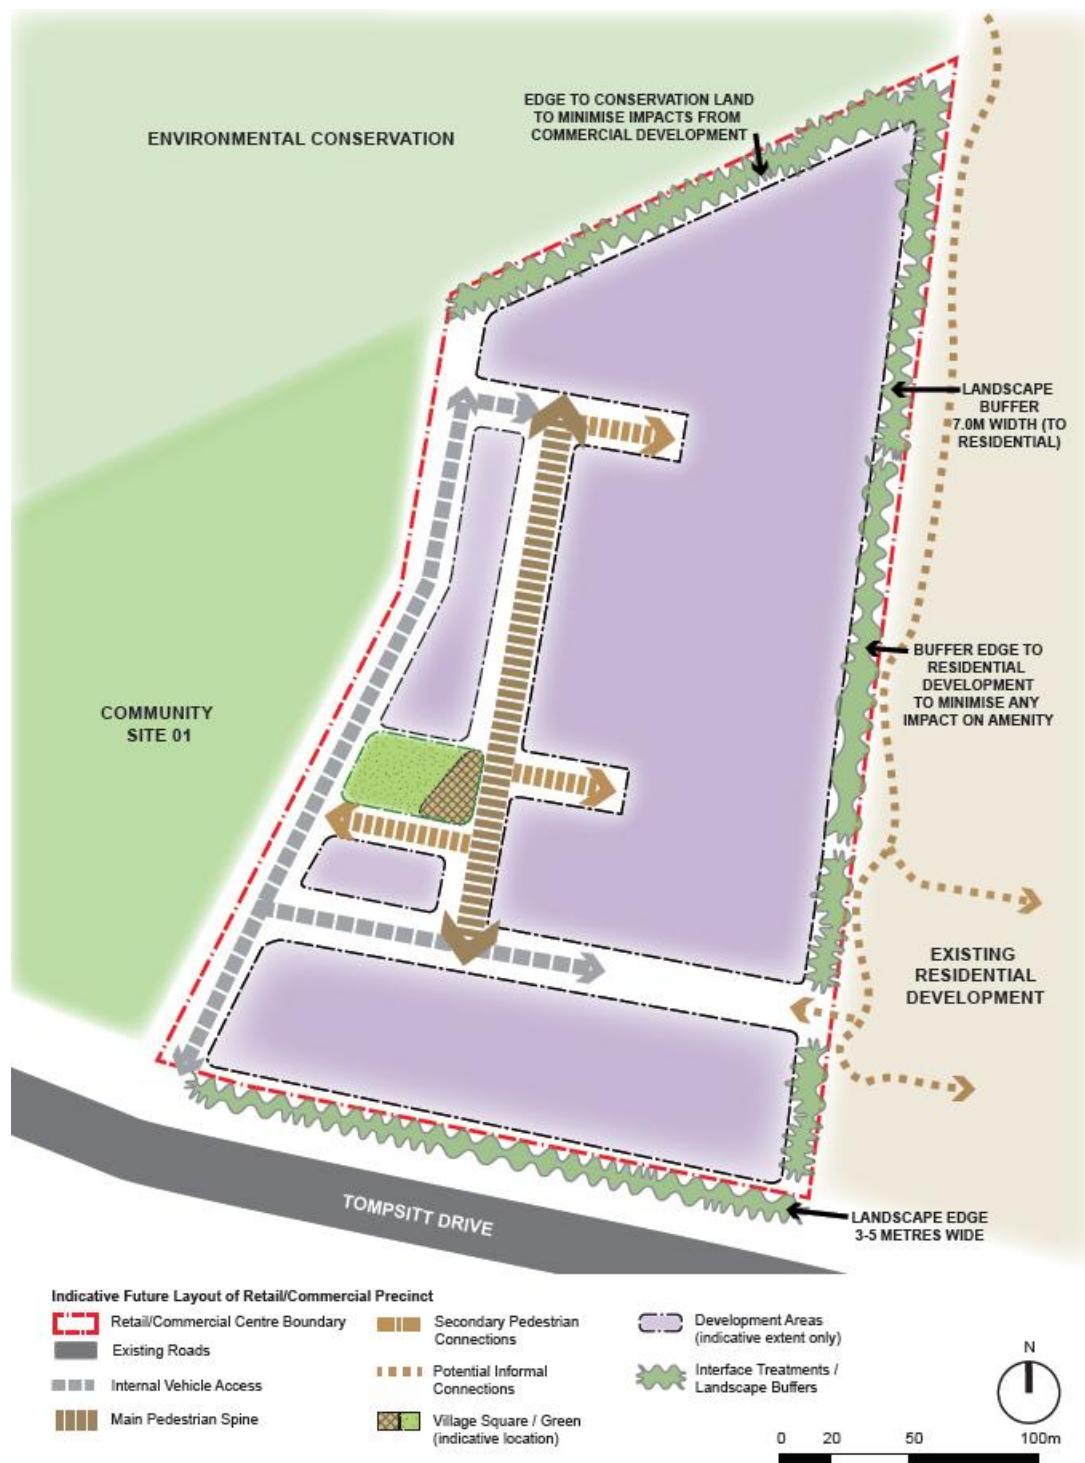 EDGE TO CONSERVATION LAND
TO MINIMISE IMPACTS FROM
COMMERCIAL DEVELOPMENT
ENVIRONMENTAL CONSERVATION
LANDSCAPE
BUFFER
7.0M WIDTH (TO
RESIDENTIAL)
BUFFER EDGE TO
RESIDENTIAL
DEVELOPMENT
TO MINIMISE ANY
IMPACT ON AMENITY
COMMUNITY
SITE 01
EXISTING
RESIDENTIAL
DEVELOPMENT
TOMPSITT DRIVE
LANDSCAPE EDGE
3-5 METRES WIDE
Indicative Future Layout of Retail/Commercial Precinct
Retail/Commercial Centre Boundary
Existing Roads
Internal Vehicle Access
Main Pedestrian Spine
Secondary Pedestrian
Connections
Potential Informal
Connections
Village Square / Green
(indicative location)
Development Areas
(indicative extent only)
Interface Treatments /
Landscape Buffers
N
0 20 50 100m